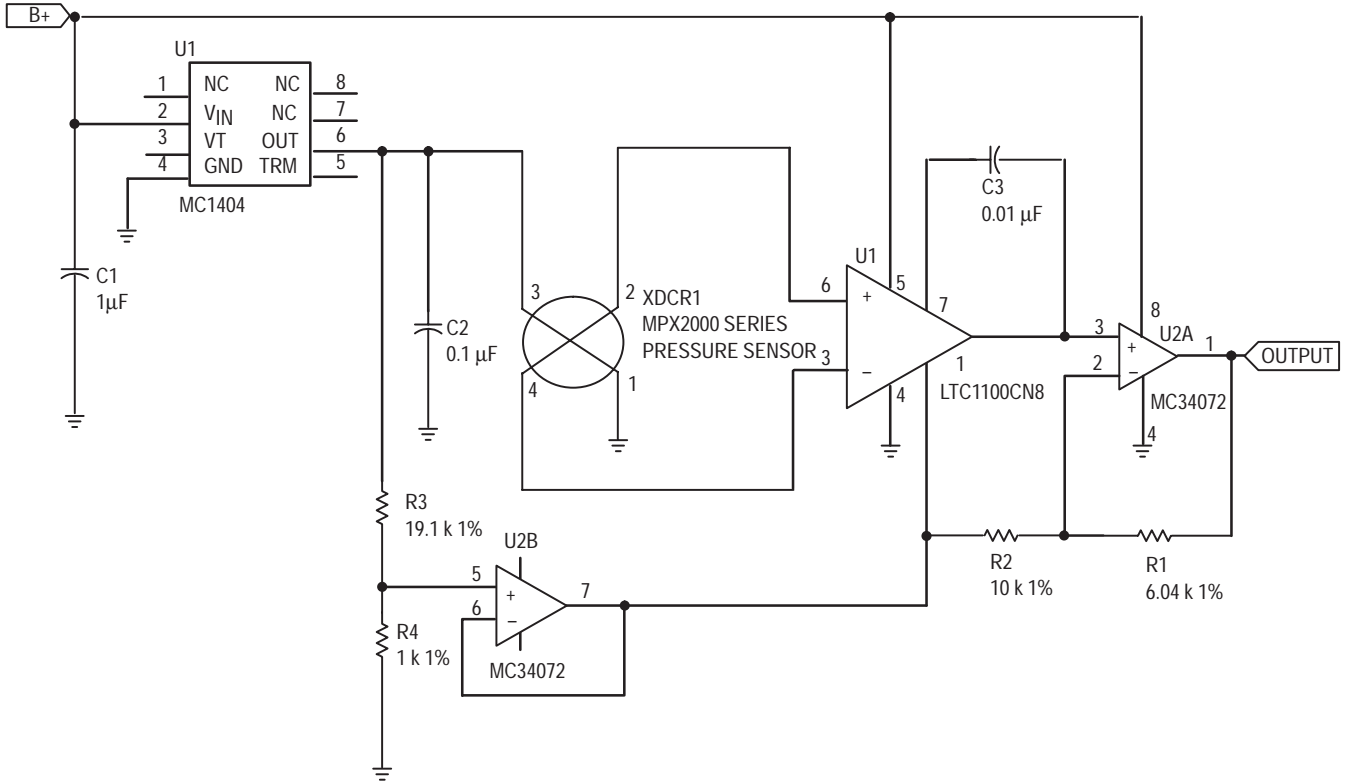 B+
U1
1 NC NC 8
2 VIN NC 7
3 VT OUT 6
4 GND TRM 5
MC1404
C1
1µF
C2
0.1 µF
3
2
4
1
XDCR1
MPX2000 SERIES
PRESSURE SENSOR
C3
0.01 µF
U1
6
+
5
7
3
−
1
4
LTC1100CN8
8
3
+
U2A
1
2
−
MC34072
4
OUTPUT
R3
19.1 k 1%
R4
1 k 1%
U2B
5
+
7
6
−
MC34072
R2
10 k 1%
R1
6.04 k 1%